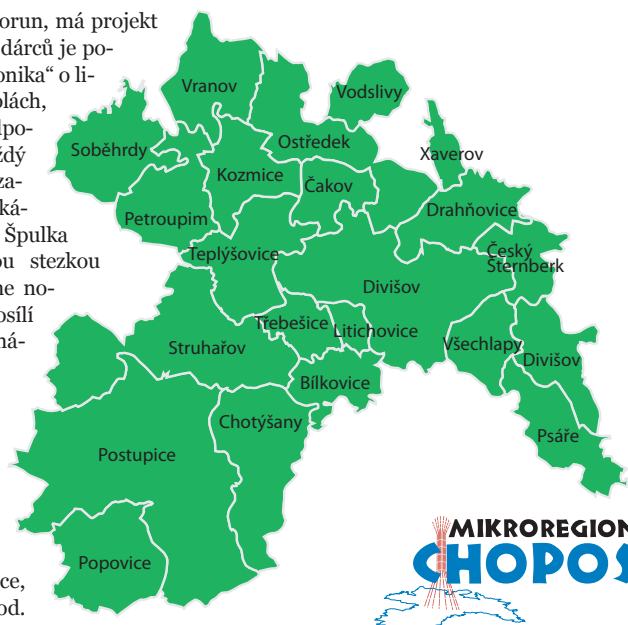 orun, má projekt
dárců je po-
onika“ o li-
olách,
lpo-
ždý
za-
ká-
Špulka
ou stezkou
ne no-
osílí
ná-
ce,
od.
Vranov
Vodslivy
Soběhrdy
Ostředek
Xaverov
Kozmice
Čakov
Petroupim
Drahňovice
Teplýšovice
Český
Šternberk
Divišov
Třebešice
Litichovice
Struhařov
Všechlapy
Divišov
Bílkovice
Chotýšany
Psáře
Postupice
Popovice
MIKROREGION
CHOPOS